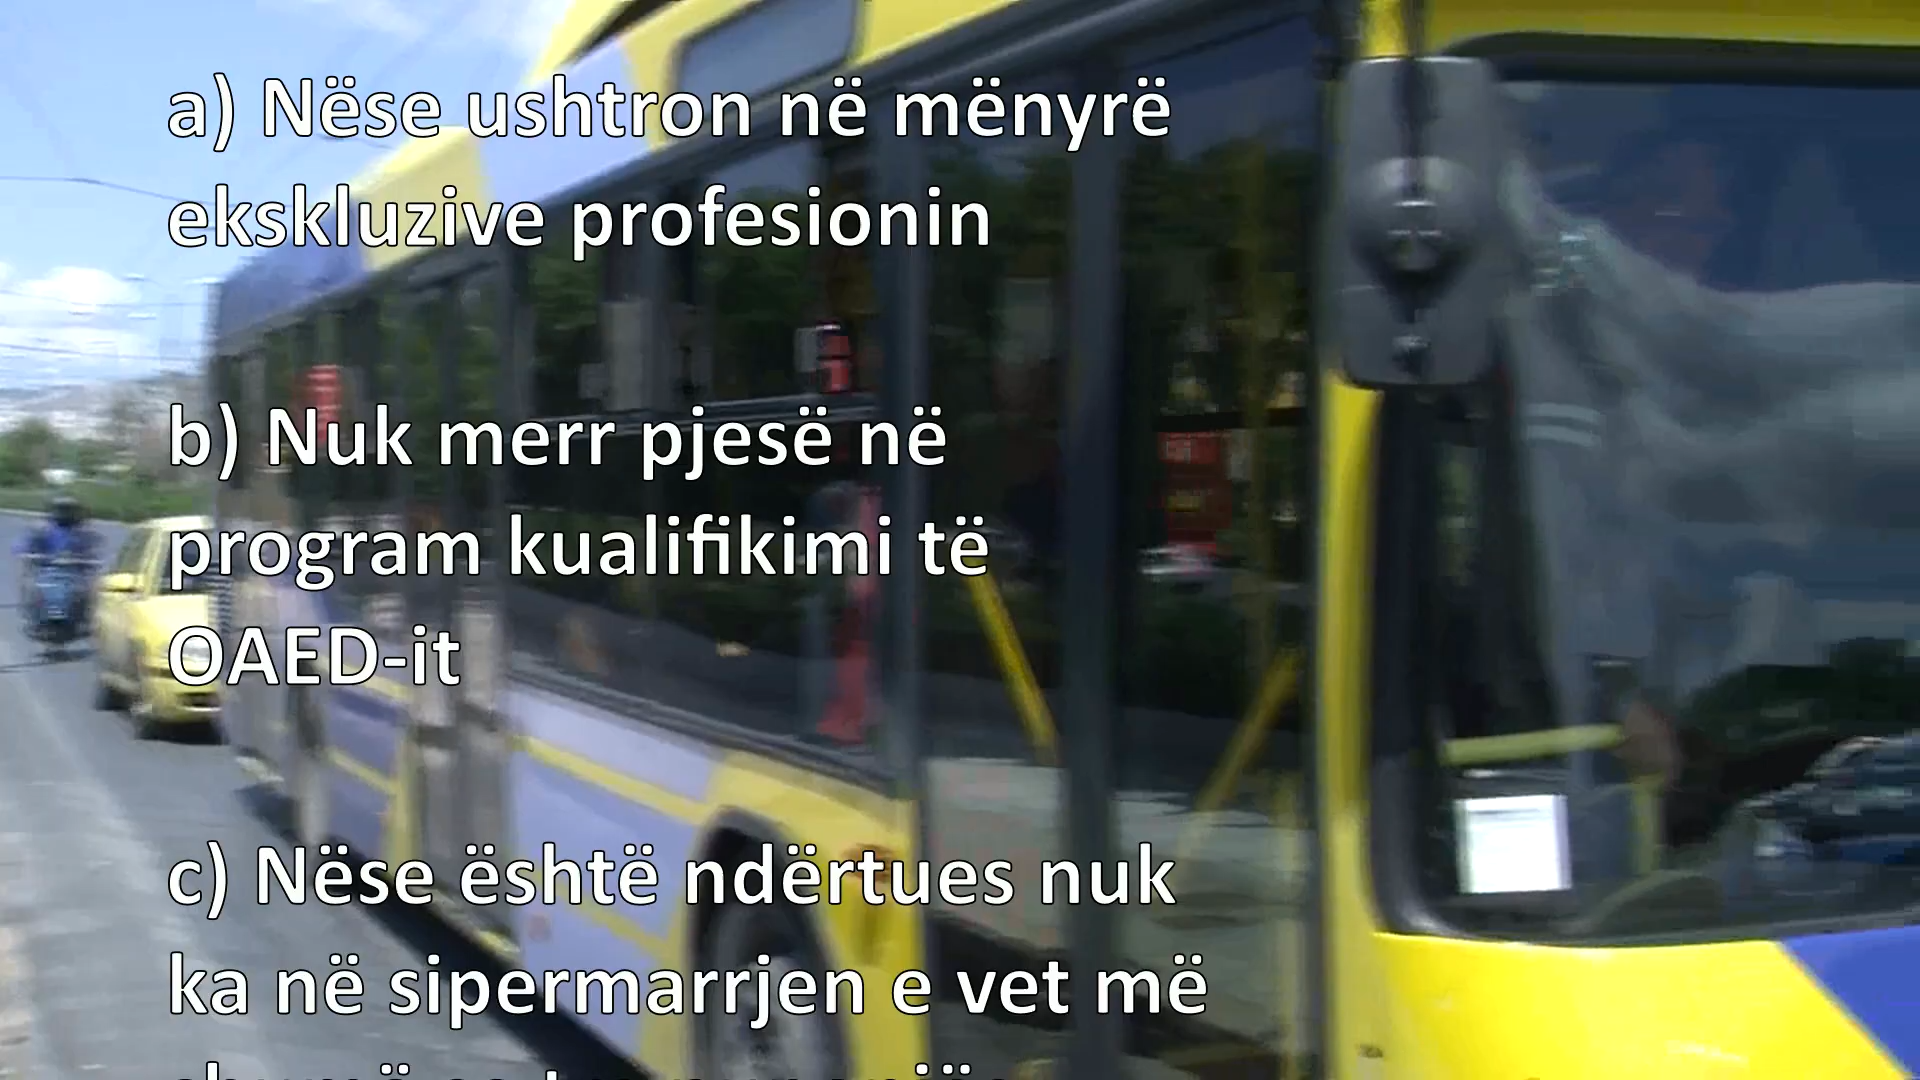 a) Nëse ushtron në mënyrë
ekskluzive profesionin
b) Nuk merr pjesë në
program kualifikimi të
OAED-it
c) Nëse është ndërtues nuk
ka në sipermarrjen e vet më